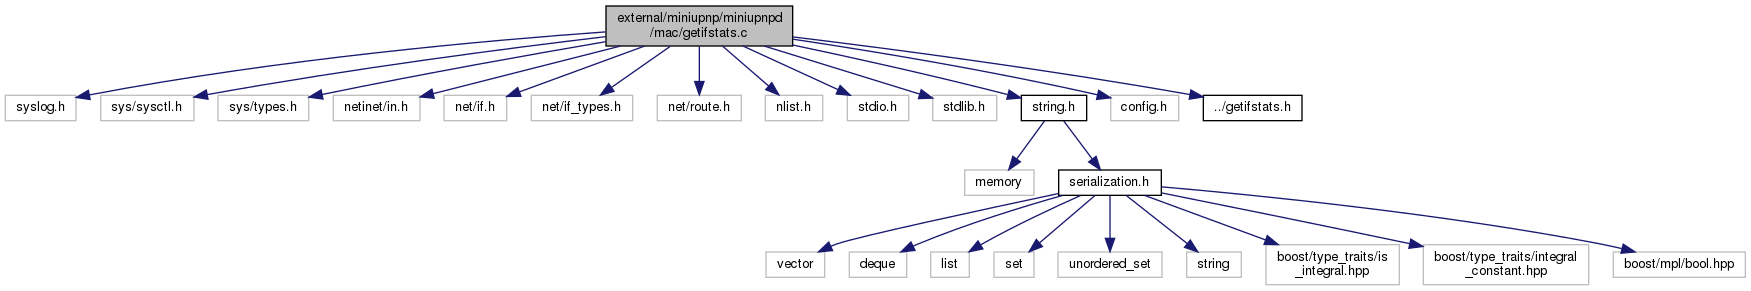 external/miniupnp/miniupnpd
/mac/getifstats.c
syslog.h
sys/sysctl.h
sys/types.h
netinet/in.h
net/if.h
net/if_types.h
net/route.h
nlist.h
stdio.h
stdlib.h
string.h
config.h
../getifstats.h
memory
serialization.h
vector
deque
list
set
unordered_set
string
boost/type_traits/is
_integral.hpp
boost/type_traits/integral
_constant.hpp
boost/mpl/bool.hpp